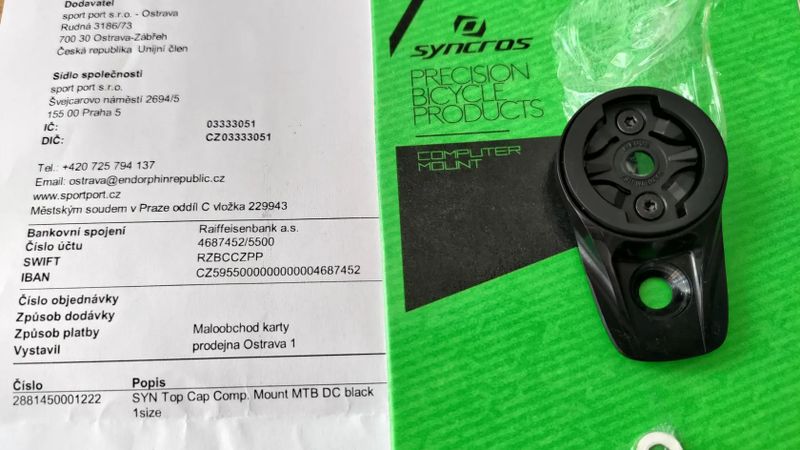 Dodavatel
sport port s.r.o. - Ostrava
Rudná 3186/73
700 30 Ostrava-Zábřeh
Česká republika Unijní člen
Sídlo společnosti
sport port s.r.o.
Švejcarovo náměstí 2694/5
155 00 Praha 5
IČ: 03333051
DIČ: CZ03333051
Tel.: +420 725 794 137
Email: ostrava@endorphinrepublic.cz
www.sportport.cz
Městským soudem v Praze oddíl C vložka 229943
Bankovní spojení Raiffeisenbank a.s.
Číslo účtu 4687452/5500
SWIFT RZBCCZPP
IBAN CZ5955000000000004687452
Číslo objednávky
Způsob dodávky
Způsob platby Maloobchod karty
Vystavil prodejna Ostrava 1
Číslo Popis
2881450001222 SYN Top Cap Comp. Mount MTB DC black
1size
syncros
PRECISION
BICYCLE
PRODUCTS
COMPUTER
MOUNT